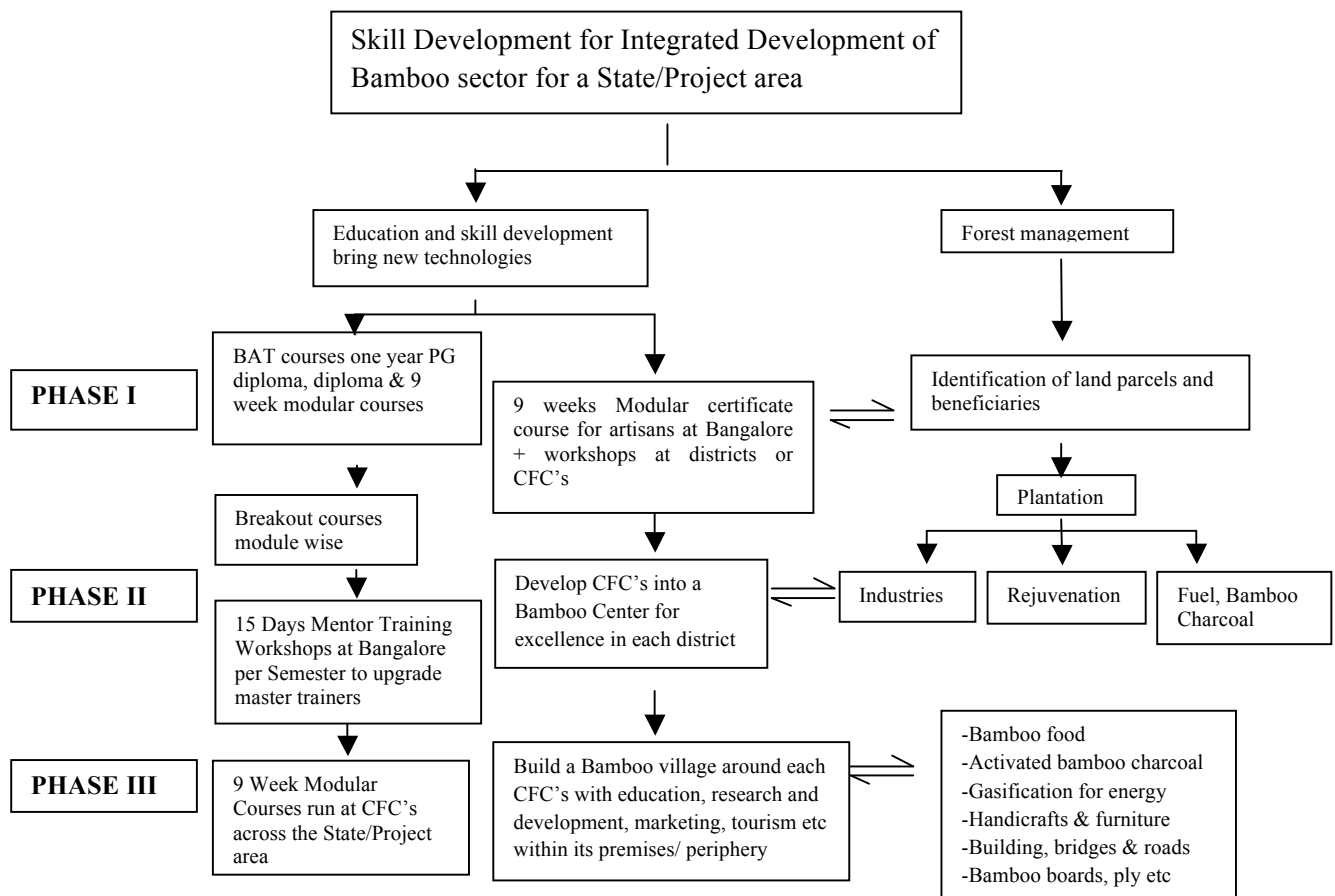 Skill Development for Integrated Development of
Bamboo sector for a State/Project area
Education and skill development
bring new technologies
Forest management
PHASE I
BAT courses one year PG
diploma, diploma & 9
week modular courses
9 weeks Modular certificate
course for artisans at Bangalore
+ workshops at districts or
CFC’s
Identification of land parcels and
beneficiaries
Plantation
Breakout courses
module wise
PHASE II
15 Days Mentor Training
Workshops at Bangalore
per Semester to upgrade
master trainers
Develop CFC’s into a
Bamboo Center for
excellence in each district
Industries
Rejuvenation
Fuel, Bamboo
Charcoal
PHASE III
9 Week Modular
Courses run at CFC’s
across the State/Project
area
Build a Bamboo village around each
CFC’s with education, research and
development, marketing, tourism etc
within its premises/ periphery
-Bamboo food
-Activated bamboo charcoal
-Gasification for energy
-Handicrafts & furniture
-Building, bridges & roads
-Bamboo boards, ply etc